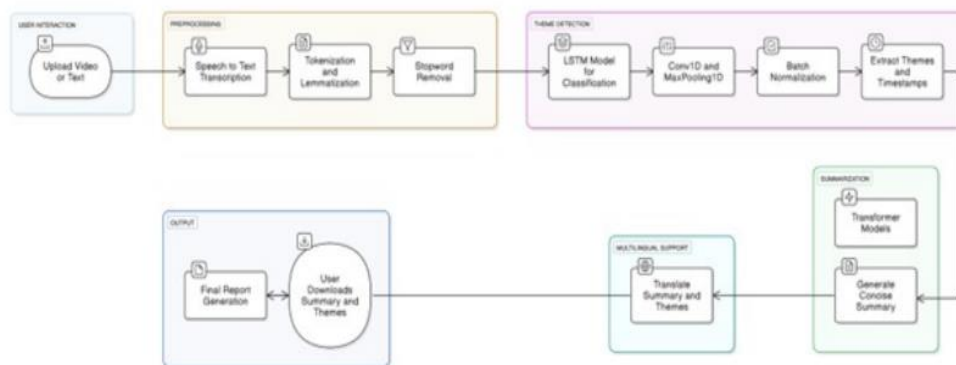 USER INTERACTION
Upload Video
or Text
PREPROCESSING
Speech to Text
Transcription
Tokenization
and
Lemmatization
Stopword
Removal
THEME DETECTION
LSTM Model
for
Classification
Conv1D and
MaxPooling1D
Batch
Normalization
Extract Themes
and
Timestamps
SUMMARIZATION
Transformer
Models
Generate
Concise
Summary
MULTILINGUAL SUPPORT
Translate
Summary and
Themes
OUTPUT
User
Downloads
Summary and
Themes
Final Report
Generation